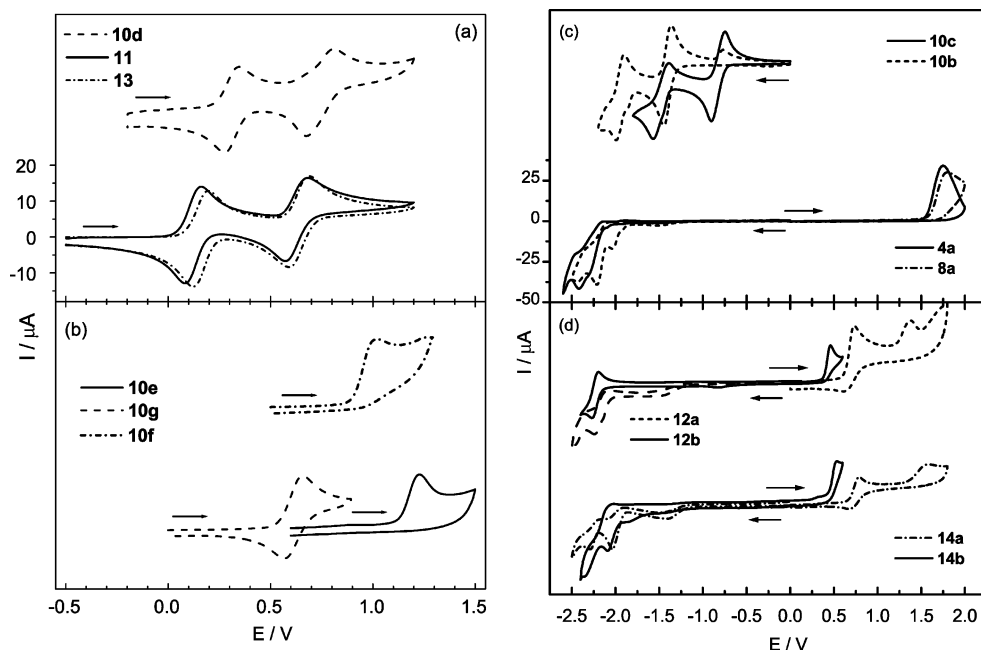 (a)
10d
11
13
20
10
0
-10
I / µA
(b)
10e
10g
10f
-0.5 0.0 0.5 1.0 1.5
E / V
(c)
10c
10b
25
0
-25
-50
4a
8a
I / µA
(d)
12a
12b
14a
14b
-2.5 -2.0 -1.5 -1.0 -0.5 0.0 0.5 1.0 1.5 2.0
E / V